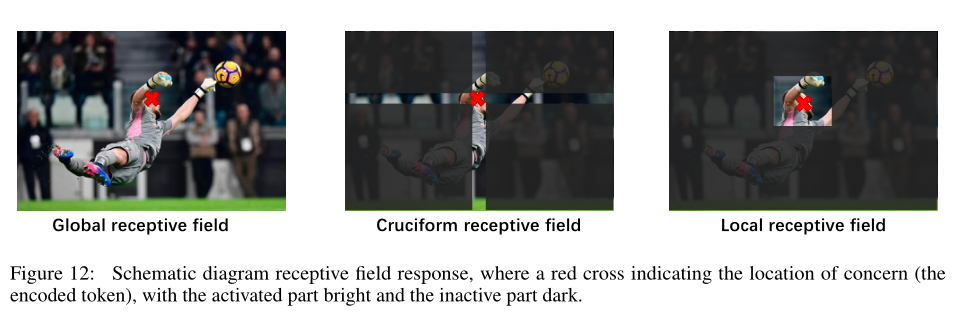 Global receptive field
Cruciform receptive field
Local receptive field
Figure 12: Schematic diagram receptive field response, where a red cross indicating the location of concern (the
encoded token), with the activated part bright and the inactive part dark.